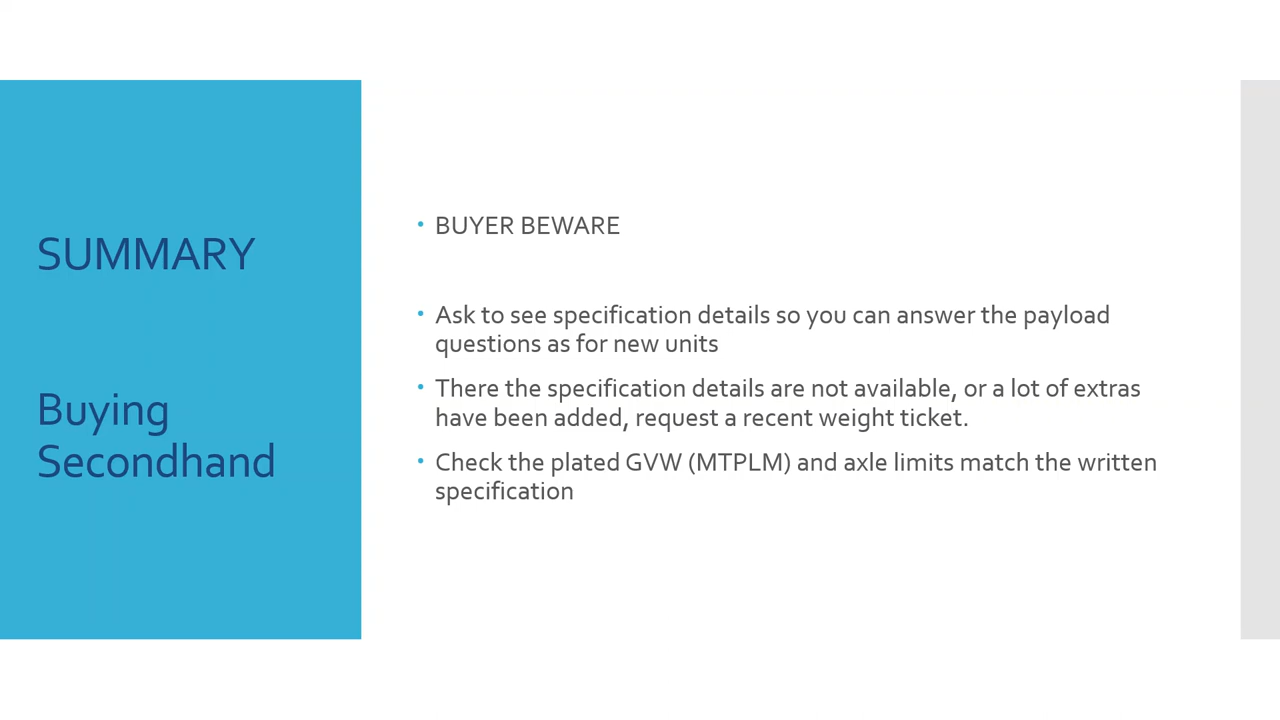 SUMMARY
Buying
Secondhand
• BUYER BEWARE
• Ask to see specification details so you can answer the payload
questions as for new units
• There the specification details are not available, or a lot of extras
have been added, request a recent weight ticket.
• Check the plated GVW (MTPLM) and axle limits match the written
specification